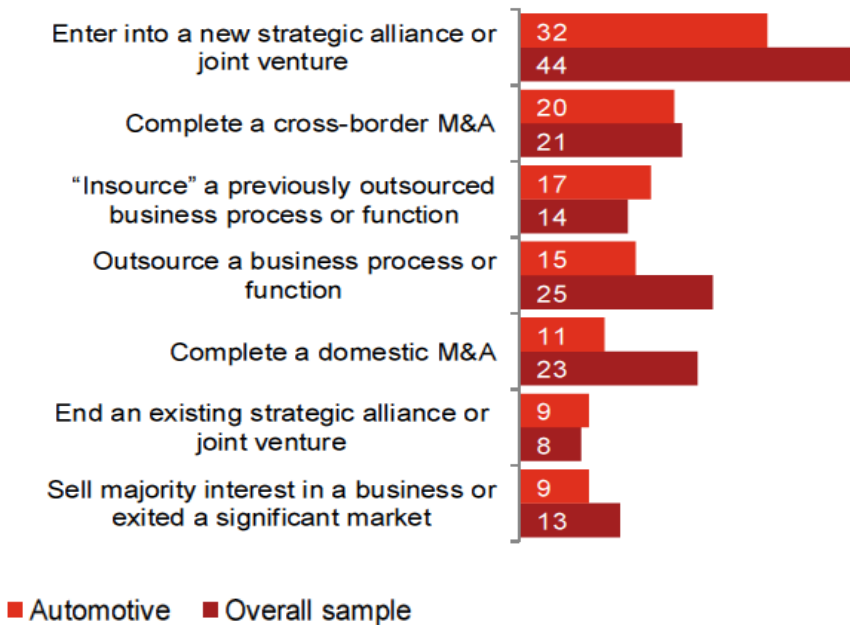 Enter into a new strategic alliance or
joint venture
32
44
Complete a cross-border M&A
20
21
“Insource” a previously outsourced
business process or function
17
14
Outsource a business process or
function
15
25
Complete a domestic M&A
11
23
End an existing strategic alliance or
joint venture
9
8
Sell majority interest in a business or
exited a significant market
9
13
Automotive Overall sample